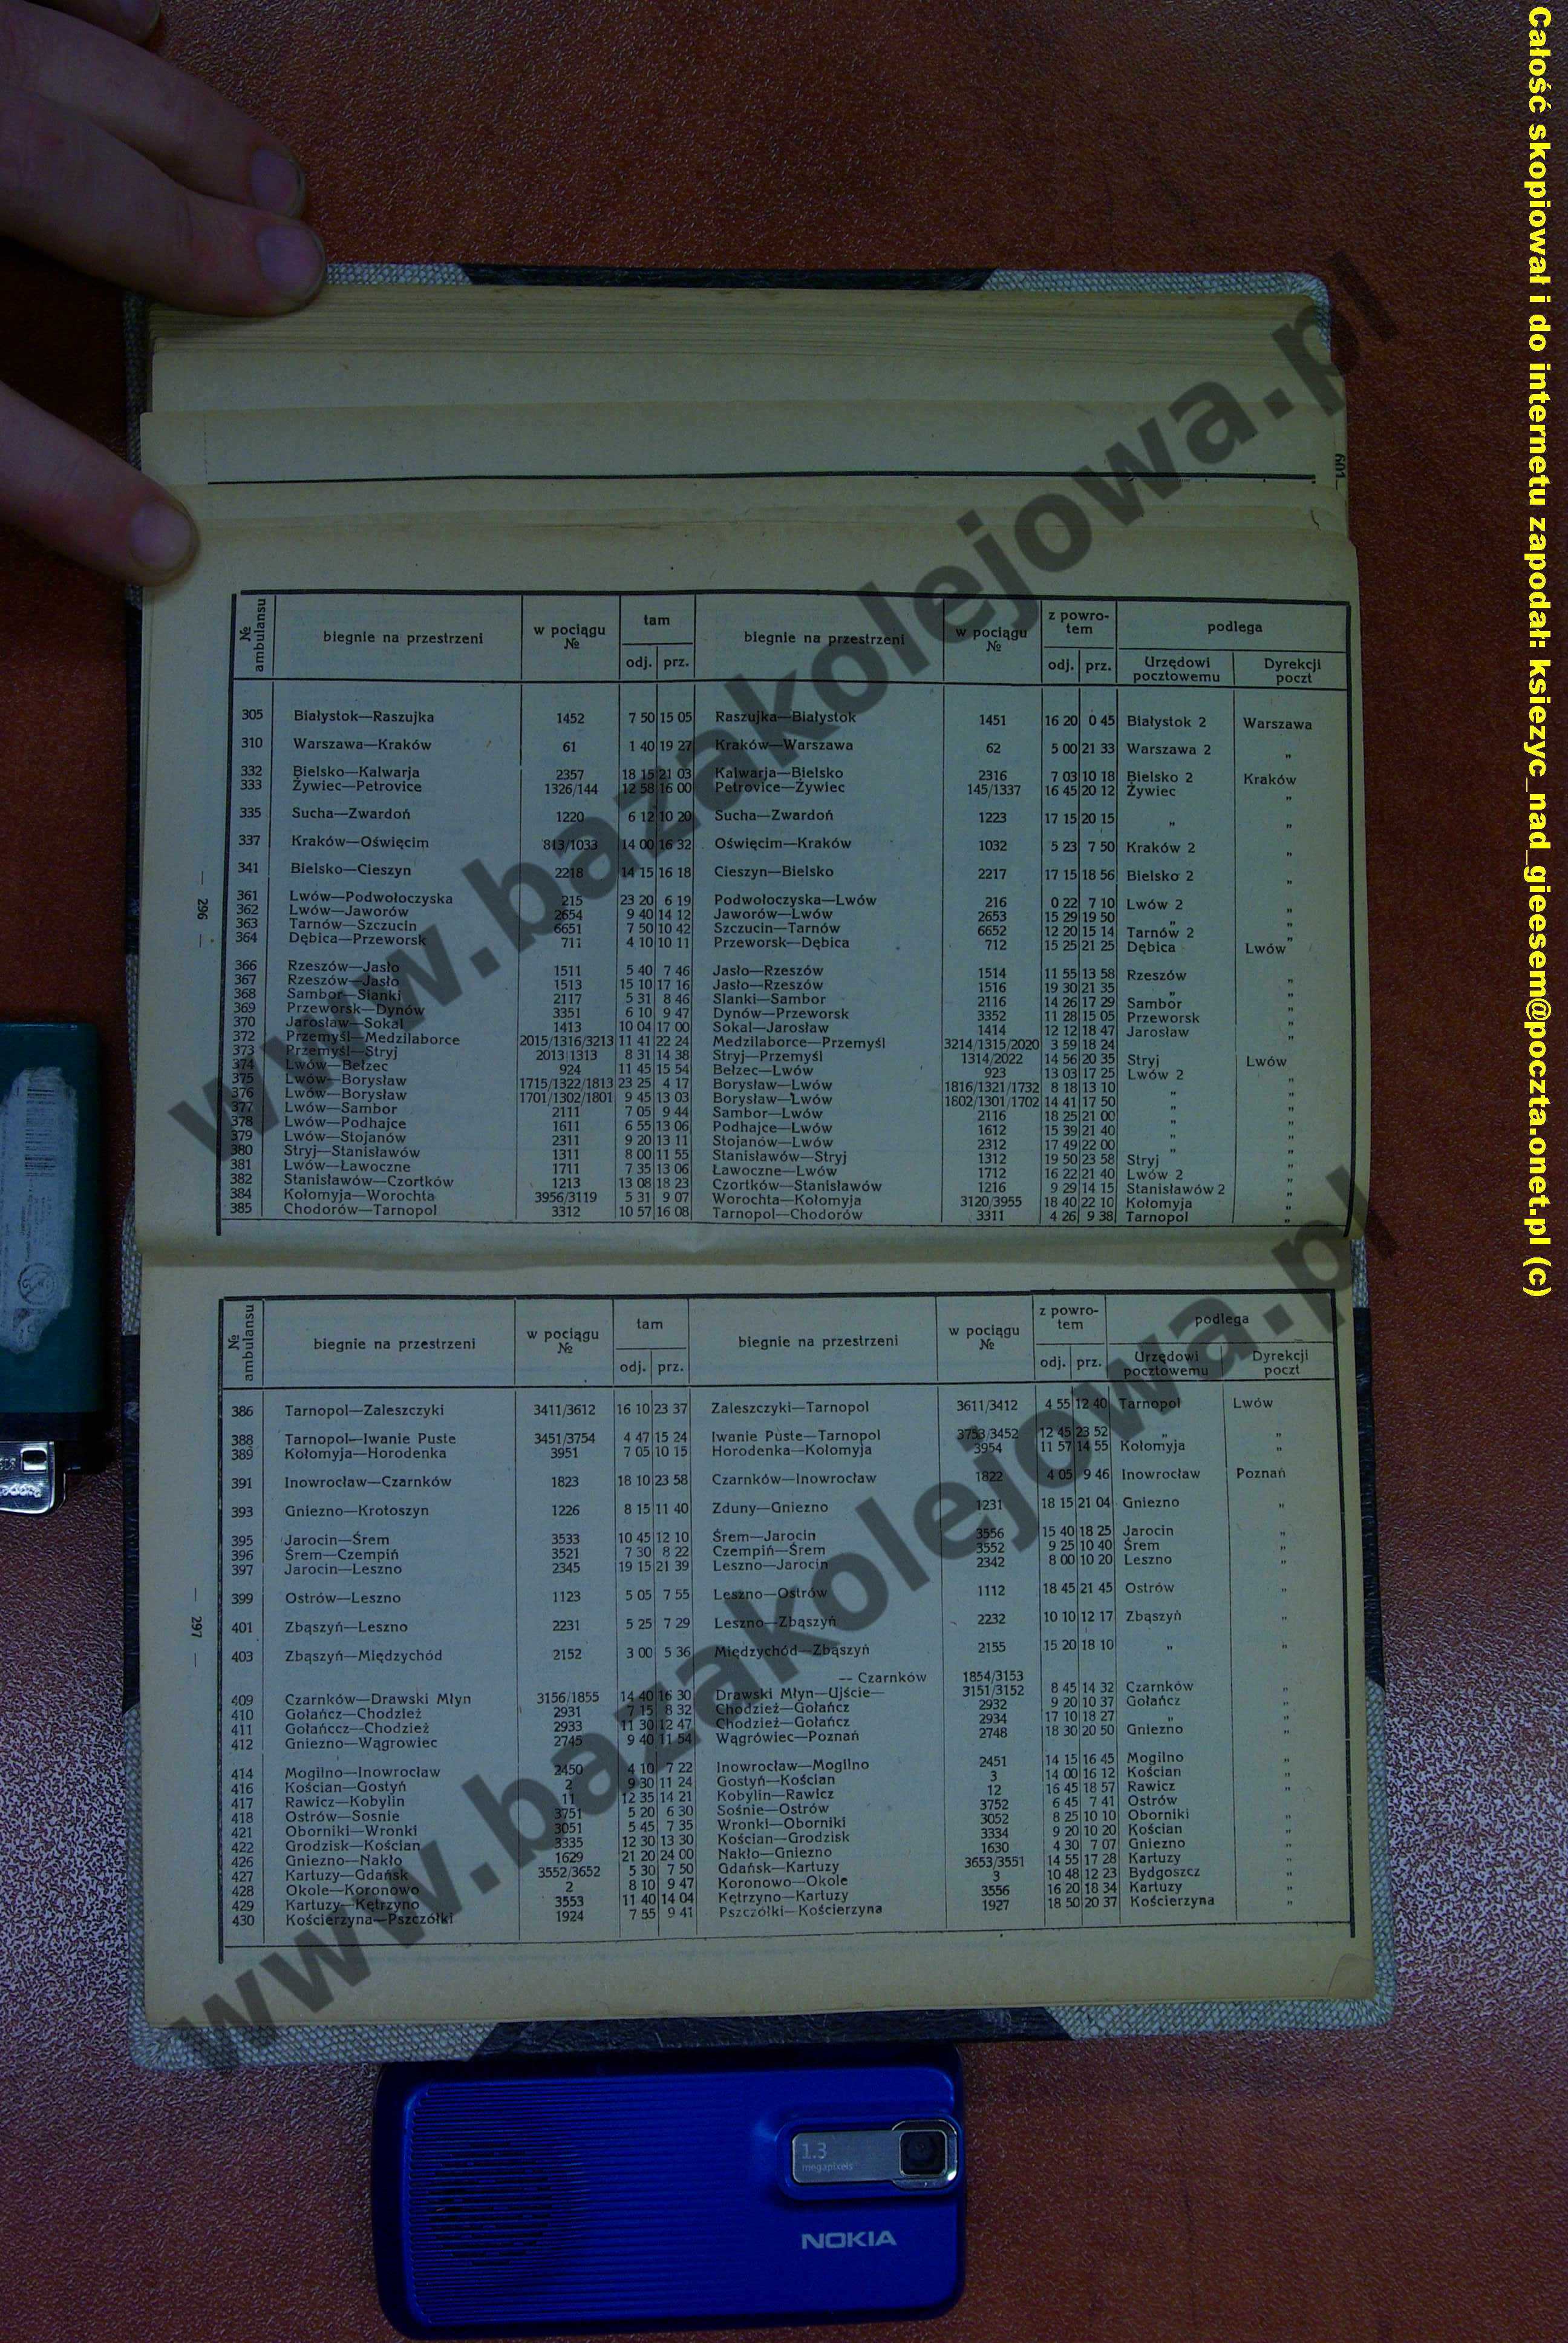 Całość skopiował i do internetu zapodał: ksiezyc_nad_gieesem@poczta.onet.pl (c)
www.bazakolejowa.pl
601
№ ambulansu | biegnie na przestrzeni | w pociągu № | tam odj. prz. | biegnie na przestrzeni | w pociągu № | z powrotem odj. prz. | podlega Urzędowi pocztowemu | Dyrekcji poczt
305 Białystok—Raszujka 1452 7 50 15 05 Raszujka—Białystok 1451 16 20 0 45 Białystok 2 Warszawa
310 Warszawa—Kraków 61 1 40 19 27 Kraków—Warszawa 62 5 00 21 33 Warszawa 2 „
332 Bielsko—Kalwarja 2357 18 15 21 03 Kalwarja—Bielsko 2316 7 03 10 18 Bielsko 2 Kraków
333 Żywiec—Petrovice 1326/144 12 58 16 00 Petrovice—Żywiec 145/1337 16 45 20 12 Żywiec „
335 Sucha—Zwardoń 1220 6 12 10 20 Sucha—Zwardoń 1223 17 15 20 15 „ „
337 Kraków—Oświęcim 813/1033 14 00 16 32 Oświęcim—Kraków 1032 5 23 7 50 Kraków 2 „
341 Bielsko—Cieszyn 2218 14 15 16 18 Cieszyn—Bielsko 2217 17 15 18 56 Bielsko 2 „
361 Lwów—Podwołoczyska 215 23 20 6 19 Podwołoczyska—Lwów 216 0 22 7 10 Lwów 2 „
362 Lwów—Jaworów 2654 9 40 14 12 Jaworów—Lwów 2653 15 29 19 50 „ „
363 Tarnów—Szczucin 6651 7 50 10 42 Szczucin—Tarnów 6652 12 20 15 14 Tarnów 2 „
364 Dębica—Przeworsk 711 4 10 10 11 Przeworsk—Dębica 712 15 25 21 25 Dębica Lwów
366 Rzeszów—Jasło 1511 5 40 7 46 Jasło—Rzeszów 1514 11 55 13 58 Rzeszów „
367 Rzeszów—Jasło 1513 15 10 17 16 Jasło—Rzeszów 1516 19 30 21 35 „ „
368 Sambor—Sianki 2117 5 31 8 46 Sianki—Sambor 2116 14 26 17 29 Sambor „
369 Przeworsk—Dynów 3351 6 10 9 47 Dynów—Przeworsk 3352 11 28 15 05 Przeworsk „
370 Jarosław—Sokal 1413 10 04 17 00 Sokal—Jarosław 1414 12 12 18 47 Jarosław „
372 Przemyśl—Medzilaborce 2015/1316/3213 11 41 22 24 Medzilaborce—Przemyśl 3214/1315/2020 3 59 18 24
373 Przemyśl—Stryj 2013 1313 8 31 14 38 Stryj—Przemyśl 1314/2022 14 56 20 35 Stryj Lwów
374 Lwów—Bełzec 924 11 45 15 54 Bełzec—Lwów 923 13 03 17 25 Lwów 2 „
375 Lwów—Borysław 1715/1322/1813 23 25 4 17 Borysław—Lwów 1816/1321/1732 8 18 13 10 „ „
376 Lwów—Borysław 1701/1302/1801 9 45 13 03 Borysław—Lwów 1802/1301/1702 14 41 17 50 „ „
377 Lwów—Sambor 2111 7 05 9 44 Sambor—Lwów 2116 18 25 21 00 „ „
378 Lwów—Podhajce 1611 6 55 13 06 Podhajce—Lwów 1612 15 39 21 40 „ „
379 Lwów—Stojanów 2311 9 20 13 11 Stojanów—Lwów 2312 17 49 22 00 „ „
380 Stryj—Stanisławów 1311 8 00 11 55 Stanisławów—Stryj 1312 19 50 23 58 Stryj „
381 Lwów—Ławoczne 1711 7 35 13 06 Ławoczne—Lwów 1712 16 22 21 40 Lwów 2 „
382 Stanisławów—Czortków 1213 13 08 18 23 Czortków—Stanisławów 1216 9 29 14 15 Stanisławów 2 „
384 Kołomyja—Worochta 3956/3119 5 31 9 07 Worochta—Kołomyja 3120/3955 18 40 22 10 Kołomyja „
385 Chodorów—Tarnopol 3312 10 57 16 08 Tarnopol—Chodorów 3311 4 26 9 38 Tarnopol „
— 296 —
№ ambulansu | biegnie na przestrzeni | w pociągu № | tam odj. prz. | biegnie na przestrzeni | w pociągu № | z powrotem odj. prz. | podlega Urzędowi pocztowemu | Dyrekcji poczt
386 Tarnopol—Zaleszczyki 3411/3612 16 10 23 37 Zaleszczyki—Tarnopol 3611/3412 4 55 12 40 Tarnopol Lwów
388 Tarnopol—Iwanie Puste 3451/3754 4 47 15 24 Iwanie Puste—Tarnopol 3753/3452 12 45 23 52 „ „
389 Kołomyja—Horodenka 3951 7 05 10 15 Horodenka—Kołomyja 3954 11 57 14 55 Kołomyja „
391 Inowrocław—Czarnków 1823 18 10 23 58 Czarnków—Inowrocław 1822 4 05 9 46 Inowrocław Poznań
393 Gniezno—Krotoszyn 1226 8 15 11 40 Zduny—Gniezno 1231 18 15 21 04 Gniezno „
395 Jarocin—Śrem 3533 10 45 12 10 Śrem—Jarocin 3556 15 40 18 25 Jarocin „
396 Śrem—Czempiń 3521 7 30 8 22 Czempiń—Śrem 3552 9 25 10 40 Śrem „
397 Jarocin—Leszno 2345 19 15 21 39 Leszno—Jarocin 2342 8 00 10 20 Leszno „
399 Ostrów—Leszno 1123 5 05 7 55 Leszno—Ostrów 1112 18 45 21 45 Ostrów „
401 Zbąszyń—Leszno 2231 5 25 7 29 Leszno—Zbąszyń 2232 10 10 12 17 Zbąszyń „
403 Zbąszyń—Międzychód 2152 3 00 5 36 Międzychód—Zbąszyń 2155 15 20 18 10 „ „
— Czarnków 1854/3153
409 Czarnków—Drawski Młyn 3156/1855 14 40 16 30 Drawski Młyn—Ujście— 3151/3152 8 45 14 32 Czarnków „
410 Gołańcz—Chodzież 2931 7 15 8 32 Chodzież—Gołańcz 2932 9 20 10 37 Gołańcz „
411 Gołańccz—Chodzież 2933 11 30 12 47 Chodzież—Gołańcz 2934 17 10 18 27 „ „
412 Gniezno—Wągrowiec 2745 9 40 11 54 Wągrówiec—Poznań 2748 18 30 20 50 Gniezno „
414 Mogilno—Inowrocław 2450 4 10 7 22 Inowrocław—Mogilno 2451 14 15 16 45 Mogilno „
416 Kościan—Gostyń 2 9 30 11 24 Gostyń—Kościan 3 14 00 16 12 Kościan „
417 Rawicz—Kobylin 11 12 35 14 21 Kobylin—Rawicz 12 16 45 18 57 Rawicz „
418 Ostrów—Sosnie 3751 5 20 6 30 Sośnie—Ostrów 3752 6 45 7 41 Ostrów
421 Oborniki—Wronki 3051 5 45 7 35 Wronki—Oborniki 3052 8 25 10 10 Oborniki „
422 Grodzisk—Kościan 3335 12 30 13 30 Kościan—Grodzisk 3334 9 20 10 20 Kościan „
426 Gniezno—Nakło 1629 21 20 24 00 Nakło—Gniezno 1630 4 30 7 07 Gniezno „
427 Kartuzy—Gdańsk 3552/3652 5 30 7 50 Gdańsk—Kartuzy 3653/3551 14 55 17 28 Kartuzy „
428 Okole—Koronowo 2 8 10 9 47 Koronowo—Okole 3 10 48 12 23 Bydgoszcz „
429 Kartuzy—Kętrzyno 3553 11 40 14 04 Kętrzyno—Kartuzy 3556 16 20 18 34 Kartuzy „
430 Kościerzyna—Pszczółki 1924 7 55 9 41 Pszczółki—Kościerzyna 1927 18 50 20 37 Kościerzyna „
— 297 —
www.bazakolejowa.pl
1.3
megapixels
NOKIA